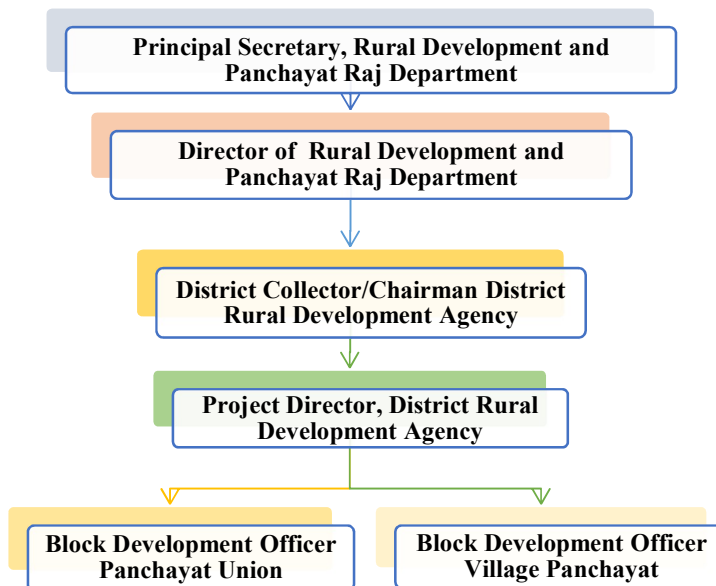 Principal Secretary, Rural Development and
Panchayat Raj Department
Director of Rural Development and
Panchayat Raj Department
District Collector/Chairman District
Rural Development Agency
Project Director, District Rural
Development Agency
Block Development Officer
Panchayat Union
Block Development Officer
Village Panchayat